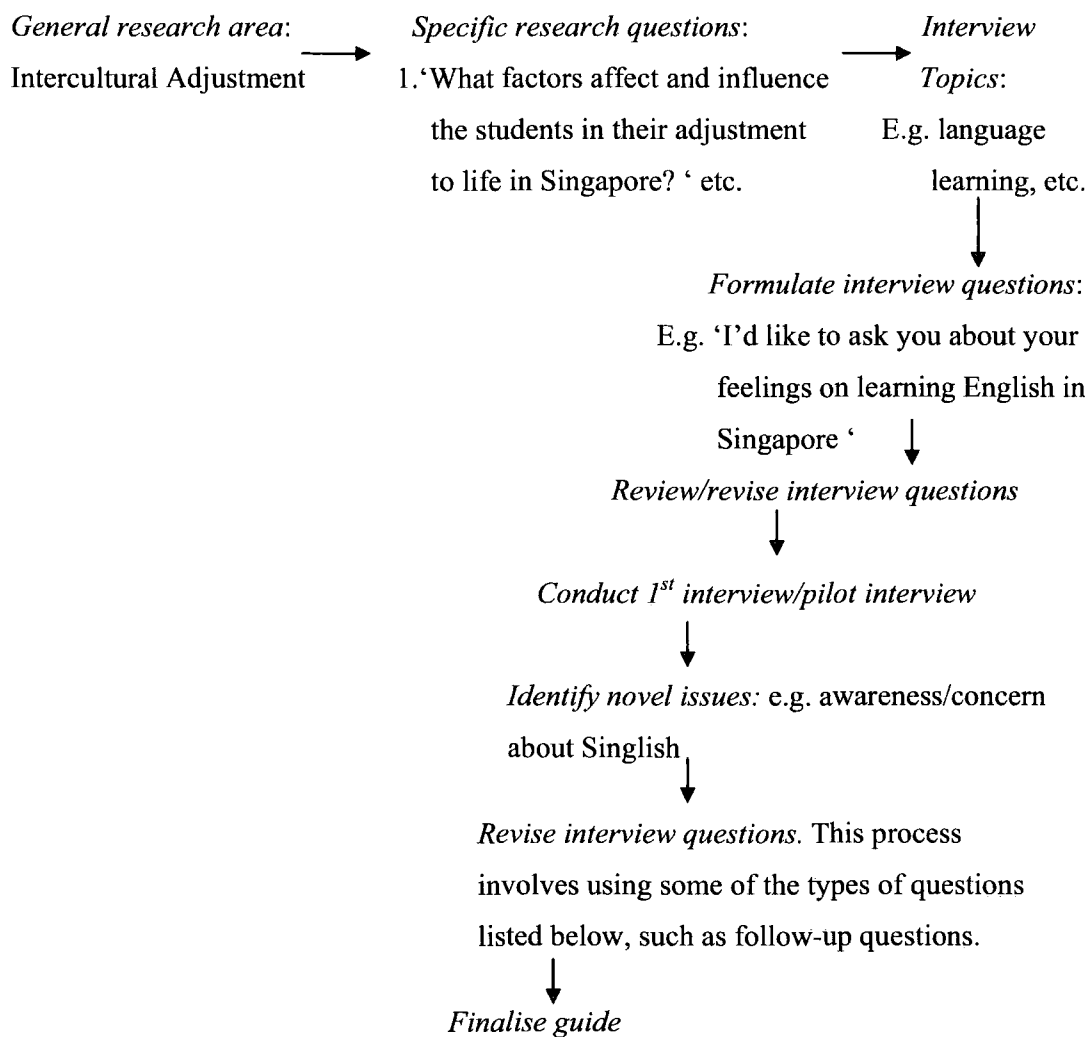 General research area:
Intercultural Adjustment
Specific research questions:
1.‘What factors affect and influence
the students in their adjustment
to life in Singapore? ‘ etc.
Interview
Topics:
E.g. language
learning, etc.
Formulate interview questions:
E.g. ‘I’d like to ask you about your
feelings on learning English in
Singapore ‘
Review/revise interview questions
Conduct 1st interview/pilot interview
Identify novel issues: e.g. awareness/concern
about Singlish
Revise interview questions. This process
involves using some of the types of questions
listed below, such as follow-up questions.
Finalise guide